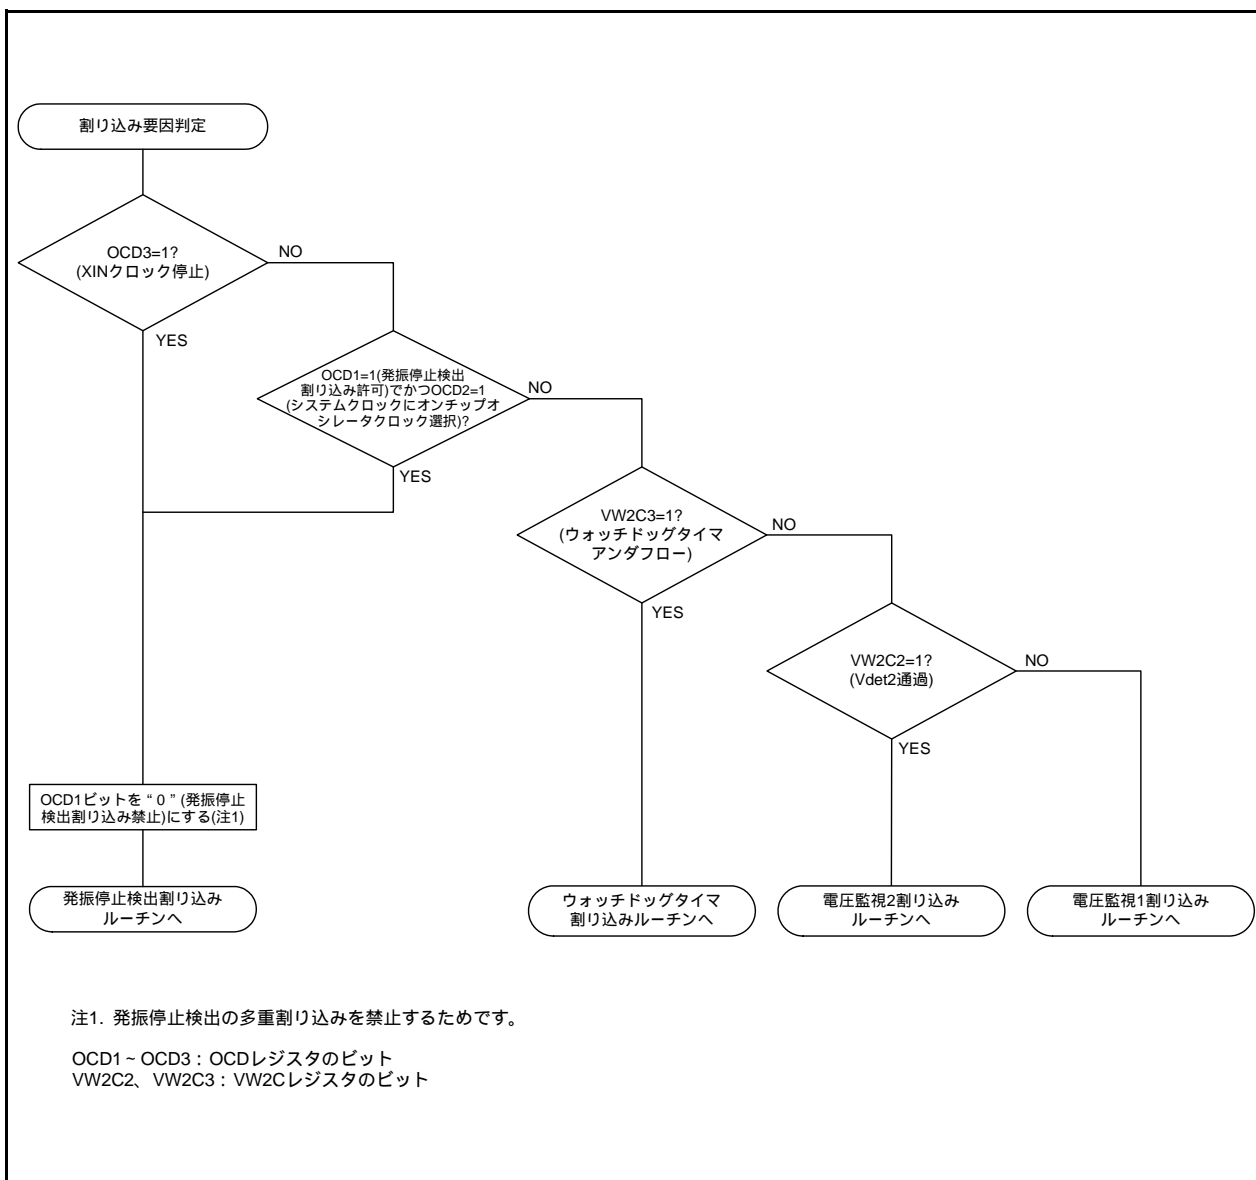 割り込み要因判定
OCD3=1?
(XINクロック停止)
NO
YES
OCD1=1(発振停止検出
割り込み許可)でかつOCD2=1
(システムクロックにオンチップオ
シレータクロック選択)?
NO
YES
VW2C3=1?
(ウォッチドッグタイマ
アンダフロー)
NO
YES
VW2C2=1?
(Vdet2通過)
NO
YES
OCD1ビットを“0”(発振停止
検出割り込み禁止)にする(注1)
発振停止検出割り込み
ルーチンへ
ウォッチドッグタイマ
割り込みルーチンへ
電圧監視2割り込み
ルーチンへ
電圧監視1割り込み
ルーチンへ
注1. 発振停止検出の多重割り込みを禁止するためです。
OCD1~OCD3:OCDレジスタのビット
VW2C2、VW2C3:VW2Cレジスタのビット